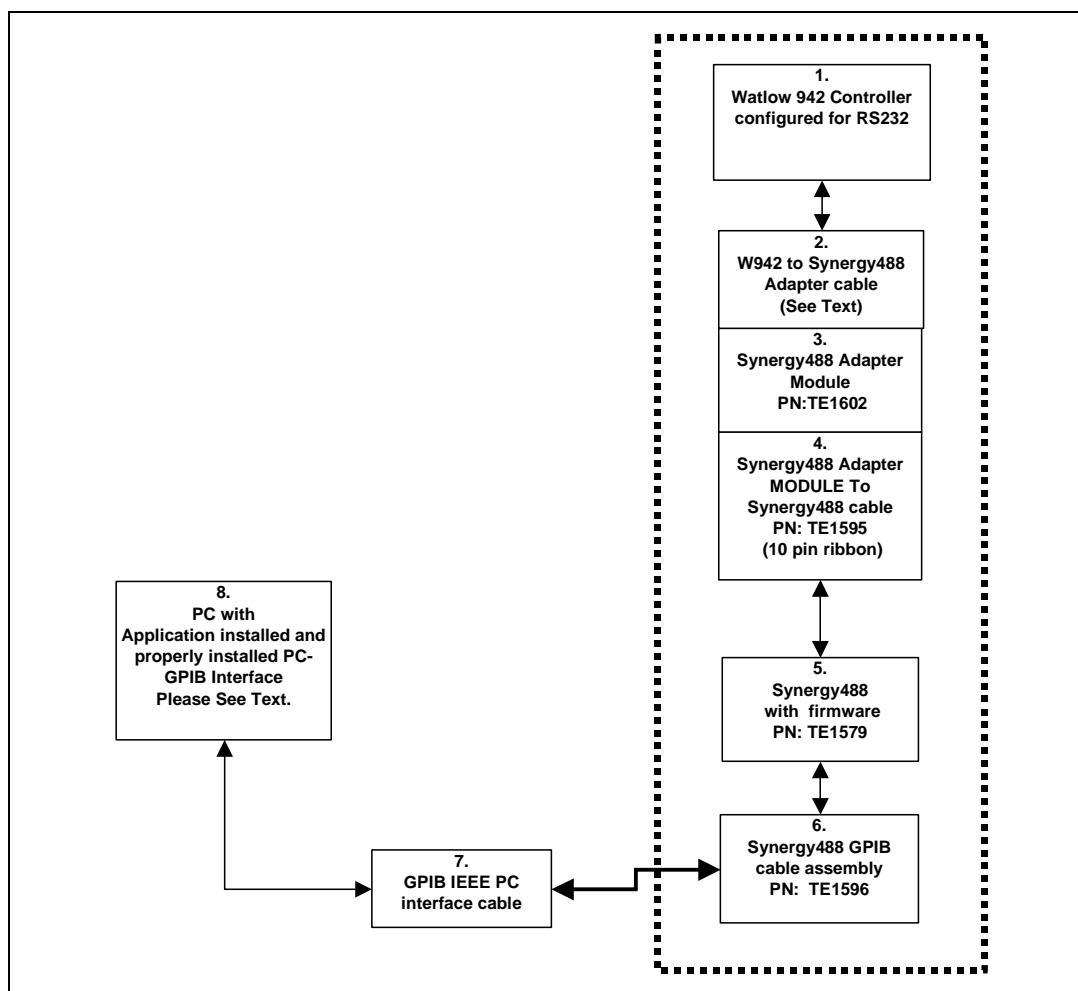 1.
Watlow 942 Controller
configured for RS232
2.
W942 to Synergy488
Adapter cable
(See Text)
3.
Synergy488 Adapter
Module
PN:TE1602
4.
Synergy488 Adapter
MODULE To
Synergy488 cable
PN: TE1595
(10 pin ribbon)
5.
Synergy488
with firmware
PN: TE1579
6.
Synergy488 GPIB
cable assembly
PN: TE1596
7.
GPIB IEEE PC
interface cable
8.
PC with
Application installed and
properly installed PC-
GPIB Interface
Please See Text.